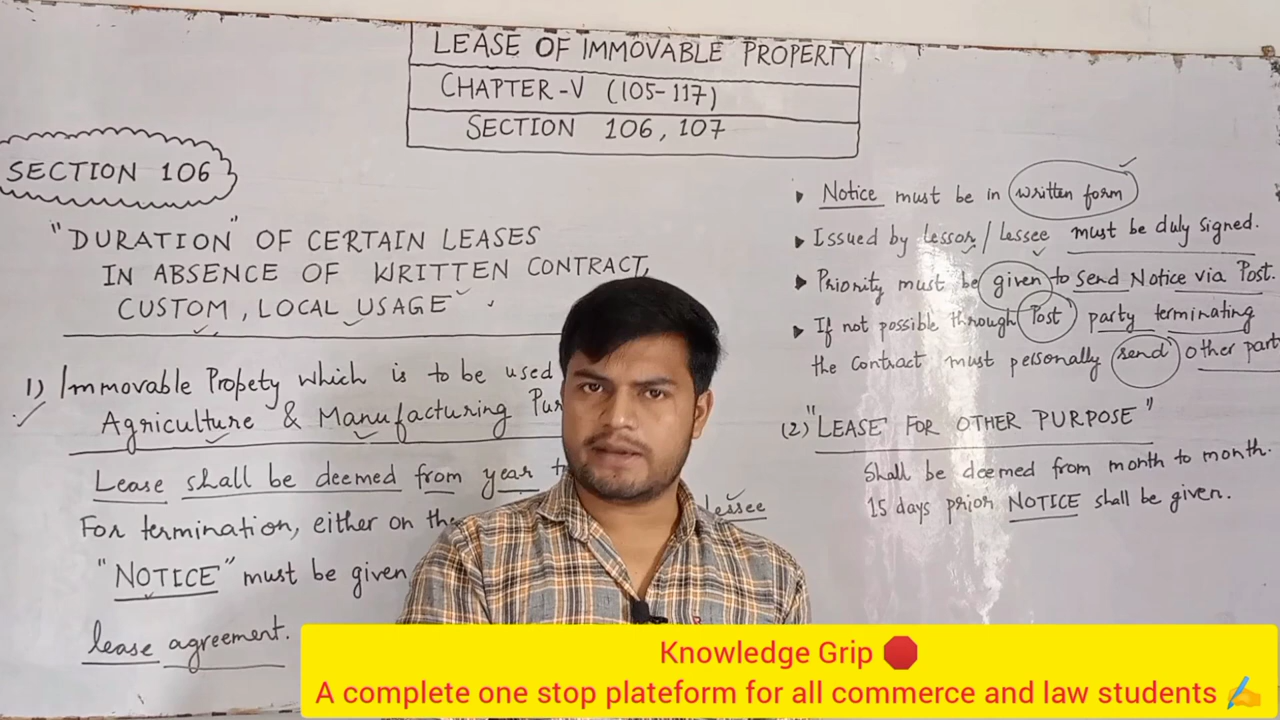 LEASE OF IMMOVABLE PROPERTY
CHAPTER-V (105-117)
SECTION 106, 107
SECTION 106
"DURATION" OF CERTAIN LEASES
IN ABSENCE OF WRITTEN CONTRACT,
CUSTOM, LOCAL USAGE
1) Immovable Propety which is to be used
Agriculture & Manufacturing
Lease shall be deemed from year
For termination, either on the
lessee
"NOTICE" must be given
lease agreement.
Notice must be in written form
Issued by lessor/Lessee must be duly signed.
Priority must be given to send Notice via Post.
If not possible through Post party terminating
the contract must personally send other
(2) "LEASE FOR OTHER PURPOSE"
Shall be deemed from month to month.
15 days prior NOTICE shall be given.
Knowledge Grip 🛑
A complete one stop plateform for all commerce and law students ✍️